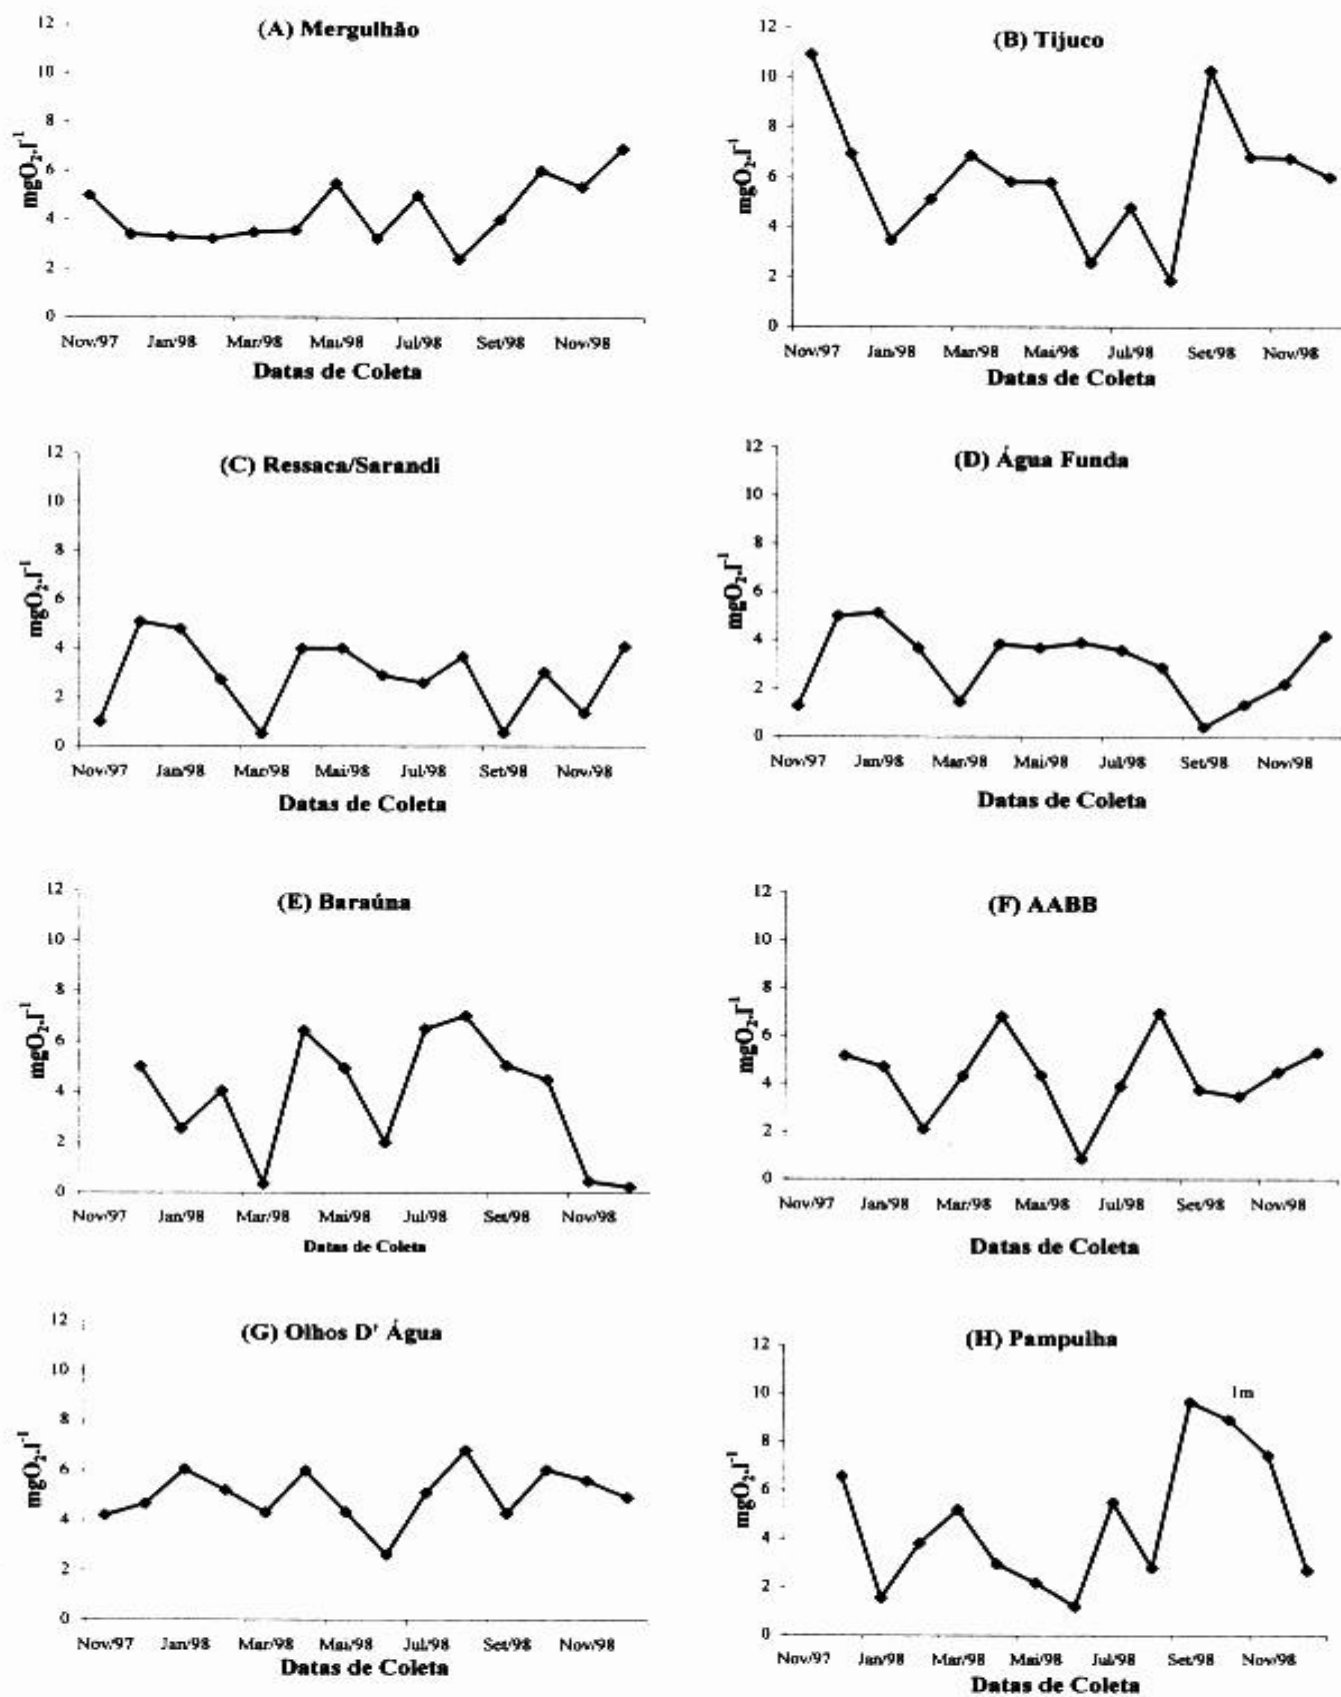 (A) Mergulhão
12
10
8
6
4
2
0
mgO₂.l⁻¹
Nov/97 Jan/98 Mar/98 Mai/98 Jul/98 Set/98 Nov/98
Datas de Coleta
(B) Tijuco
12
10
8
6
4
2
0
mgO₂.l⁻¹
Nov/97 Jan/98 Mar/98 Mai/98 Jul/98 Set/98 Nov/98
Datas de Coleta
(C) Ressaca/Sarandi
12
10
8
6
4
2
0
mgO₂.l⁻¹
Nov/97 Jan/98 Mar/98 Mai/98 Jul/98 Set/98 Nov/98
Datas de Coleta
(D) Água Funda
12
10
8
6
4
2
0
mgO₂.l⁻¹
Nov/97 Jan/98 Mar/98 Mai/98 Jul/98 Set/98 Nov/98
Datas de Coleta
(E) Baraúna
12
10
8
6
4
2
0
mgO₂.l⁻¹
Nov/97 Jan/98 Mar/98 Mai/98 Jul/98 Set/98 Nov/98
Datas de Coleta
(F) AABB
12
10
8
6
4
2
0
mgO₂.l⁻¹
Nov/97 Jan/98 Mar/98 Mai/98 Jul/98 Set/98 Nov/98
Datas de Coleta
(G) Olhos D' Água
12
10
8
6
4
2
0
mgO₂.l⁻¹
Nov/97 Jan/98 Mar/98 Mai/98 Jul/98 Set/98 Nov/98
Datas de Coleta
(H) Pampulha
12
10
8
6
4
2
0
1m
mgO₂.l⁻¹
Nov/97 Jan/98 Mar/98 Mai/98 Jul/98 Set/98 Nov/98
Datas de Coleta